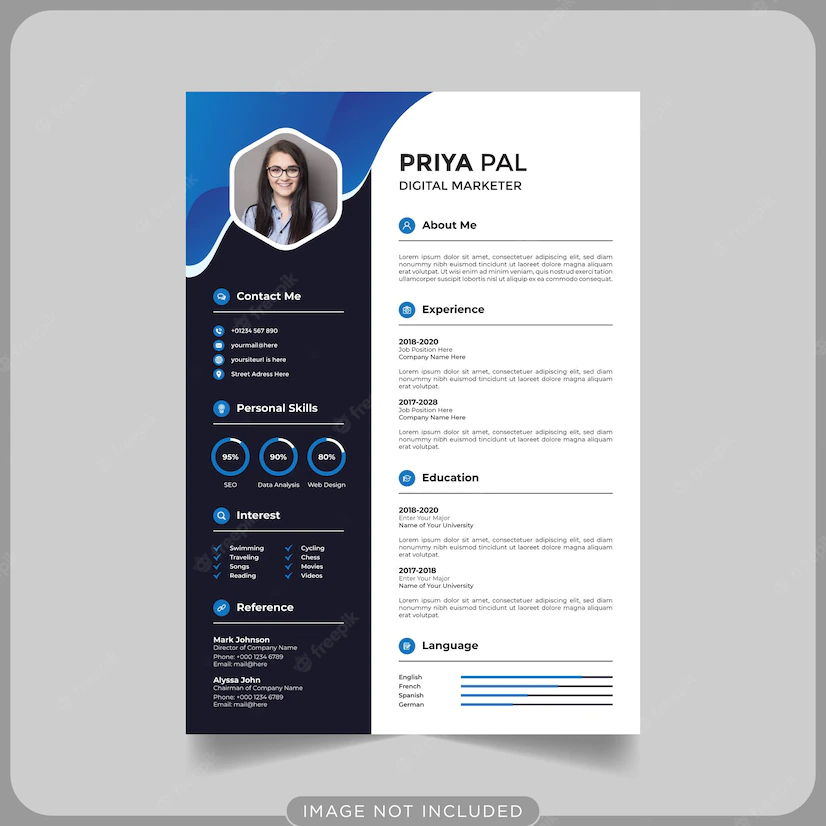 PRIYA PAL
DIGITAL MARKETER
About Me
Lorem ipsum dolor sit amet, consectetuer adipiscing elit, sed diam
nonummy nibh euismod tincidunt ut laoreet dolore magna aliquam
erat volutpat. Ut wisi enim ad minim veniam, quis nostrud exerci tation
ullamcorper suscipit lobortis nisl ut aliquip ex ea commodo consequat.
Experience
2018-2020
Job Position Here
Company Name Here
Lorem ipsum dolor sit amet, consectetuer adipiscing elit, sed diam
nonummy nibh euismod tincidunt ut laoreet dolore magna aliquam
erat volutpat.
2017-2028
Job Position Here
Company Name Here
Lorem ipsum dolor sit amet, consectetuer adipiscing elit, sed diam
nonummy nibh euismod tincidunt ut laoreet dolore magna aliquam
erat volutpat.
Education
2018-2020
Enter Your Major
Name of Your University
Lorem ipsum dolor sit amet, consectetuer adipiscing elit, sed diam
nonummy nibh euismod tincidunt ut laoreet dolore magna aliquam
erat volutpat.
2017-2018
Enter Your Major
Name of Your University
Lorem ipsum dolor sit amet, consectetuer adipiscing elit, sed diam
nonummy nibh euismod tincidunt ut laoreet dolore magna aliquam
erat volutpat.
Language
English
French
Spanish
German
Contact Me
+01234 567 890
yourmail@here
yoursiteurl is here
Street Adress Here
Personal Skills
95% 90% 80%
SEO Data Analysis Web Design
Interest
Swimming Cycling
Traveling Chess
Songs Movies
Reading Videos
Reference
Mark Johnson
Director of Company Name
Phone: +000 1234 6789
Email: mail@here
Alyssa John
Chairman of Company Name
Phone: +000 1234 6789
Email: mail@here
IMAGE NOT INCLUDED
freepik